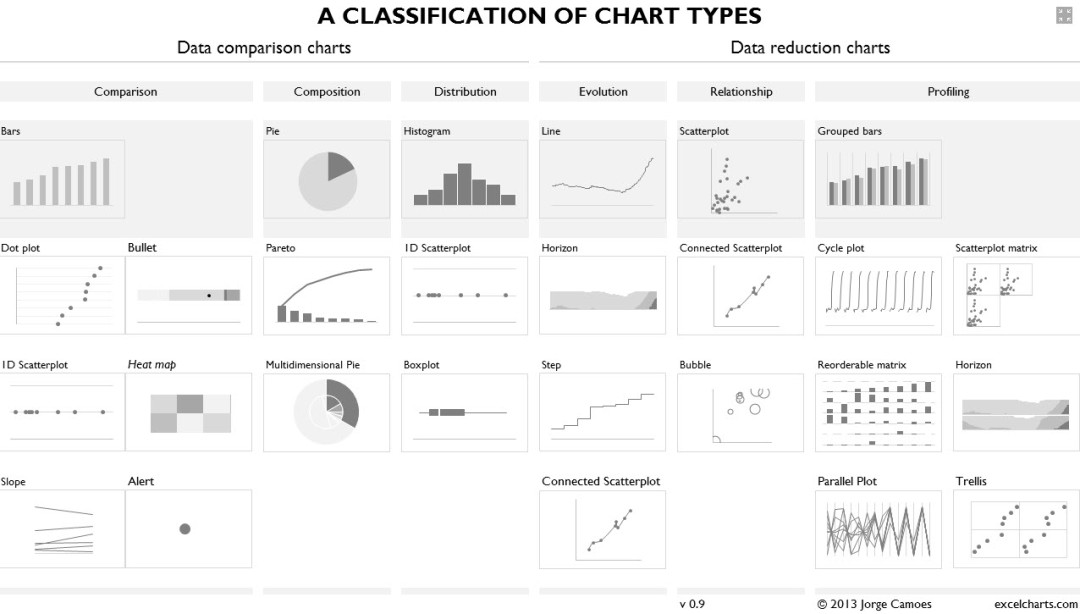 A CLASSIFICATION OF CHART TYPES
Data comparison charts
Data reduction charts
Comparison
Composition
Distribution
Evolution
Relationship
Profiling
Bars
Pie
Histogram
Line
Scatterplot
Grouped bars
Dot plot
Bullet
Pareto
1D Scatterplot
Horizon
Connected Scatterplot
Cycle plot
Scatterplot matrix
1D Scatterplot
Heat map
Multidimensional Pie
Boxplot
Step
Bubble
Reorderable matrix
Horizon
Slope
Alert
Connected Scatterplot
Parallel Plot
Trellis
v 0.9
© 2013 Jorge Camoes
excelcharts.com